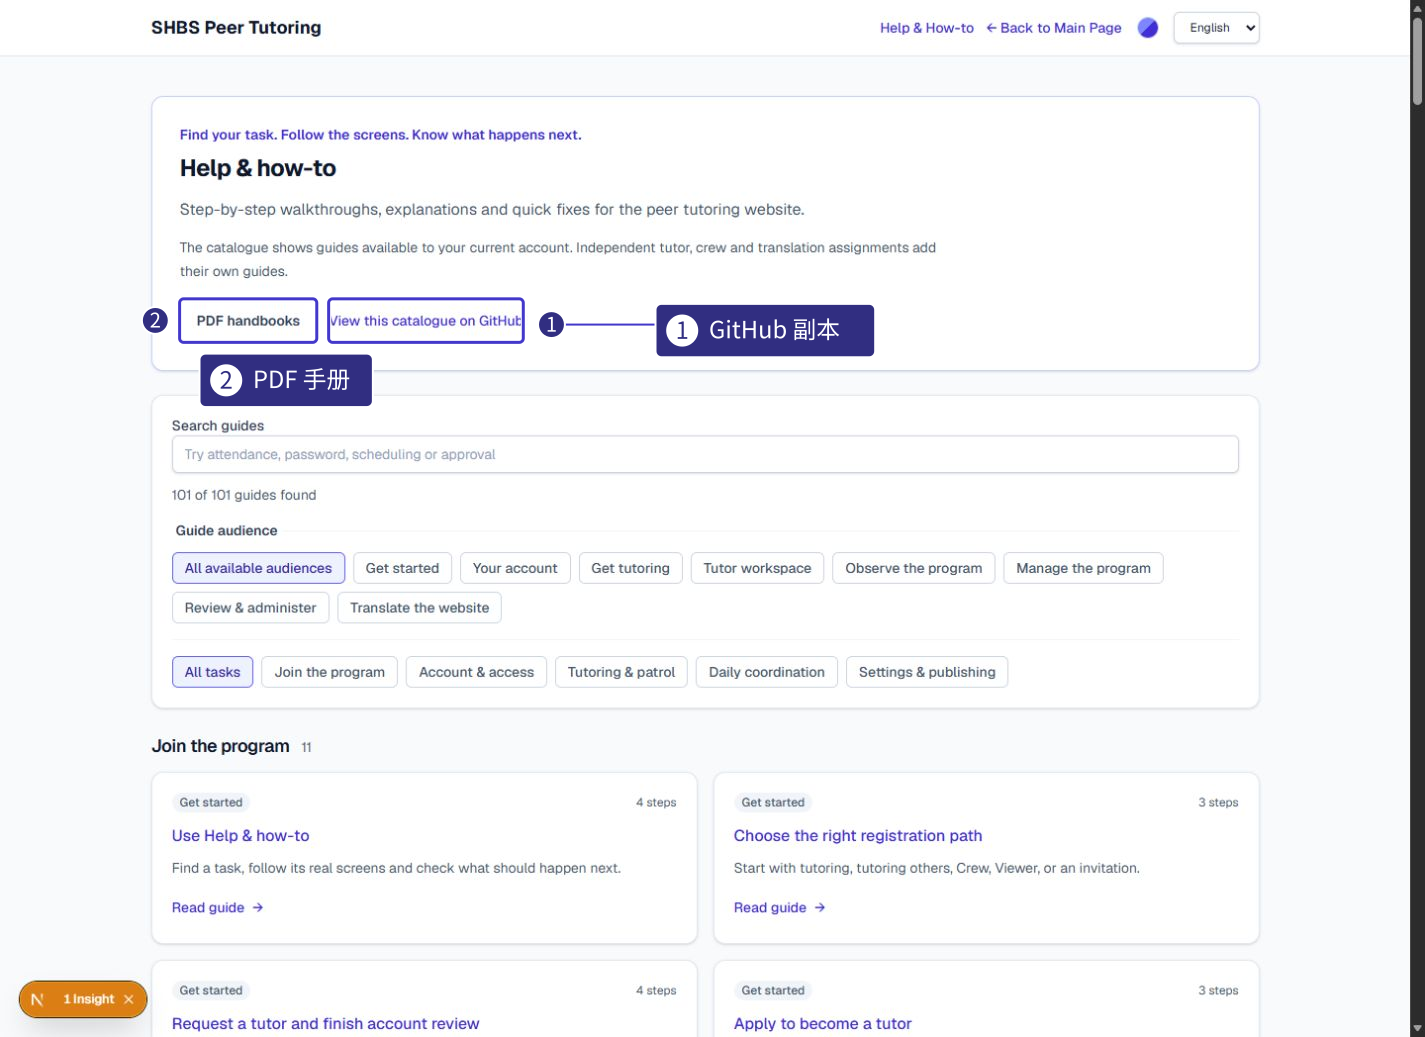 SHBS Peer Tutoring
Help & How-to
← Back to Main Page
English
Find your task. Follow the screens. Know what happens next.
Help & how-to
Step-by-step walkthroughs, explanations and quick fixes for the peer tutoring website.
The catalogue shows guides available to your current account. Independent tutor, crew and translation assignments add
their own guides.
2
PDF handbooks
View this catalogue on GitHub
1
1 GitHub 副本
2 PDF 手册
Search guides
Try attendance, password, scheduling or approval
101 of 101 guides found
Guide audience
All available audiences
Get started
Your account
Get tutoring
Tutor workspace
Observe the program
Manage the program
Review & administer
Translate the website
All tasks
Join the program
Account & access
Tutoring & patrol
Daily coordination
Settings & publishing
Join the program 11
Get started
4 steps
Use Help & how-to
Find a task, follow its real screens and check what should happen next.
Read guide →
Get started
3 steps
Choose the right registration path
Start with tutoring, tutoring others, Crew, Viewer, or an invitation.
Read guide →
Get started
4 steps
Request a tutor and finish account review
Get started
3 steps
Apply to become a tutor
N 1 Insight ×